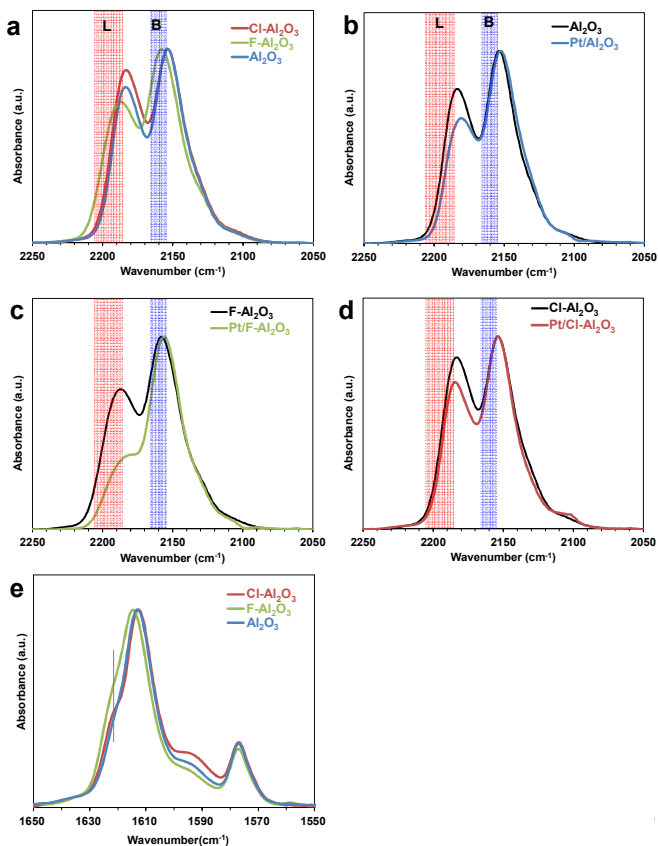 a
L
B
Cl-Al₂O₃
F-Al₂O₃
Al₂O₃
Absorbance (a.u.)
2250 2200 2150 2100 2050
Wavenumber (cm⁻¹)
b
L
B
Al₂O₃
Pt/Al₂O₃
Absorbance (a.u.)
2250 2200 2150 2100 2050
Wavenumber (cm⁻¹)
c
F-Al₂O₃
Pt/F-Al₂O₃
Absorbance (a.u.)
2250 2200 2150 2100 2050
Wavenumber (cm⁻¹)
d
Cl-Al₂O₃
Pt/Cl-Al₂O₃
Absorbance (a.u.)
2250 2200 2150 2100 2050
Wavenumber (cm⁻¹)
e
Cl-Al₂O₃
F-Al₂O₃
Al₂O₃
Absorbance (a.u.)
1650 1630 1610 1590 1570 1550
Wavenumber(cm⁻¹)